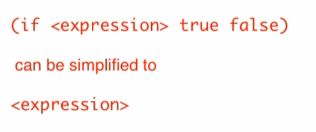 (if <expression> true false)
can be simplified to
<expression>